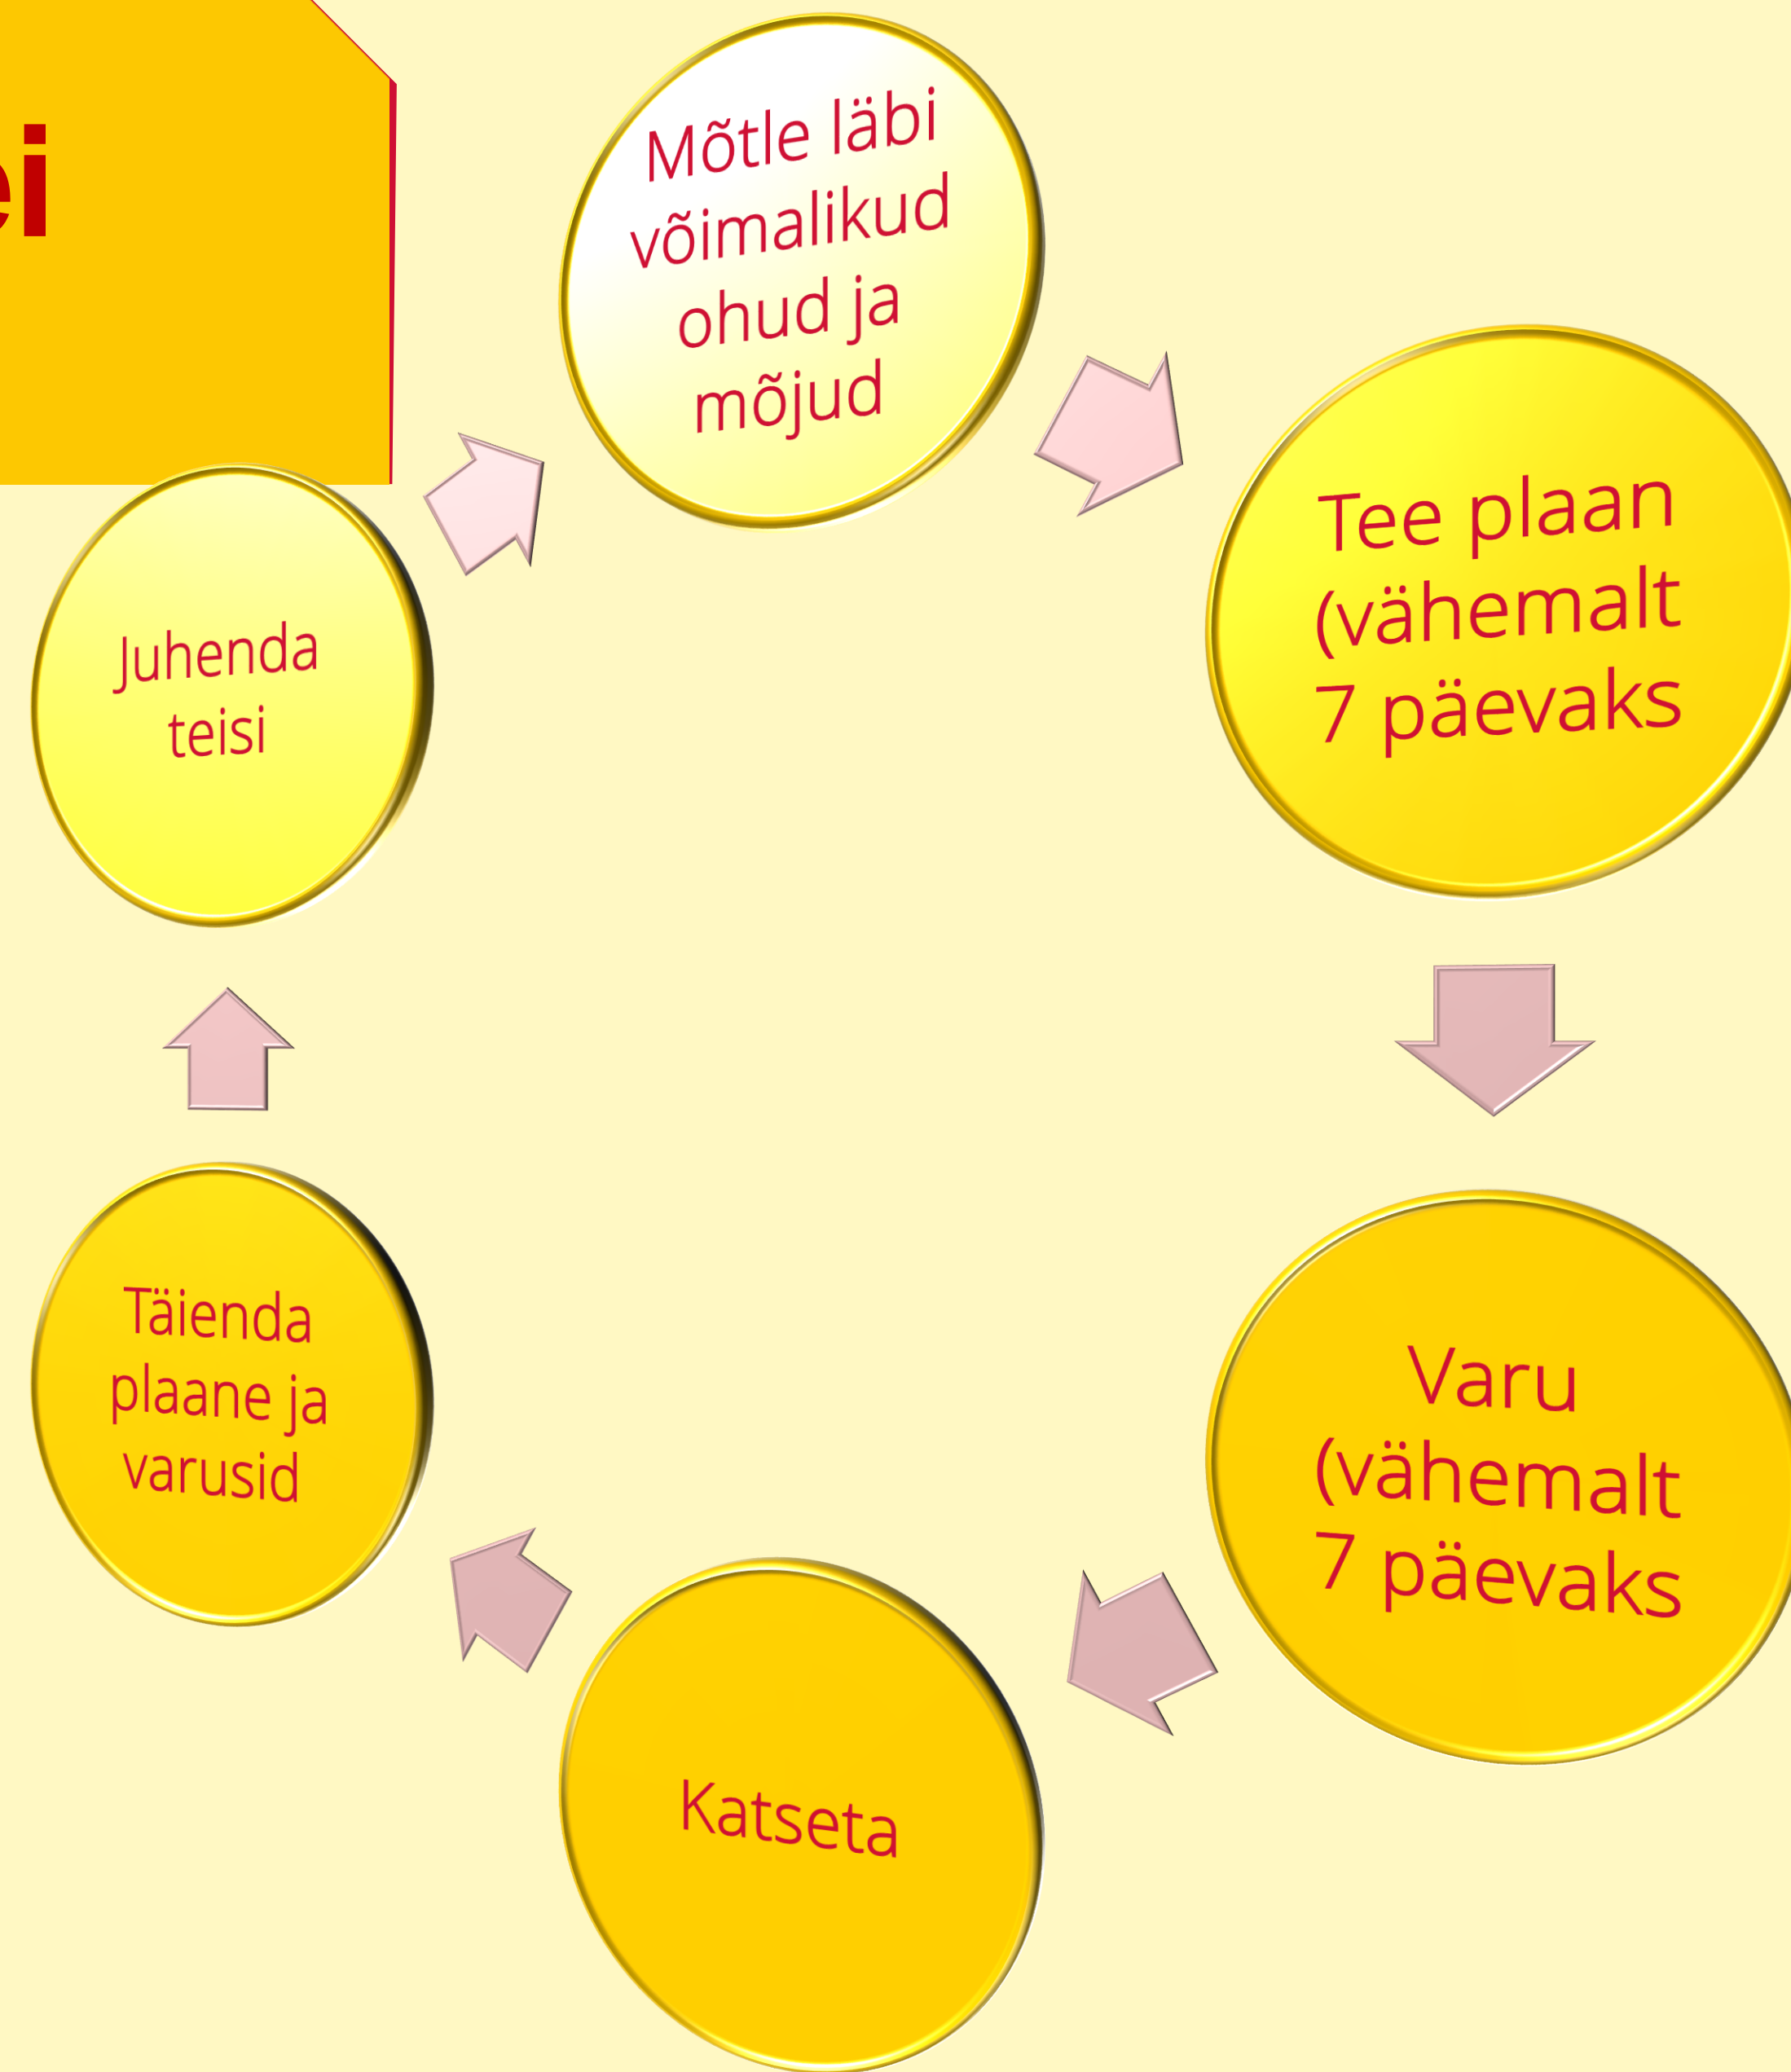 ei
Mõtle läbi
võimalikud
ohud ja
mõjud
Tee plaan
(vähemalt
7 päevaks
Varu
(vähemalt
7 päevaks
Katseta
Täienda
plaane ja
varusid
Juhenda
teisi